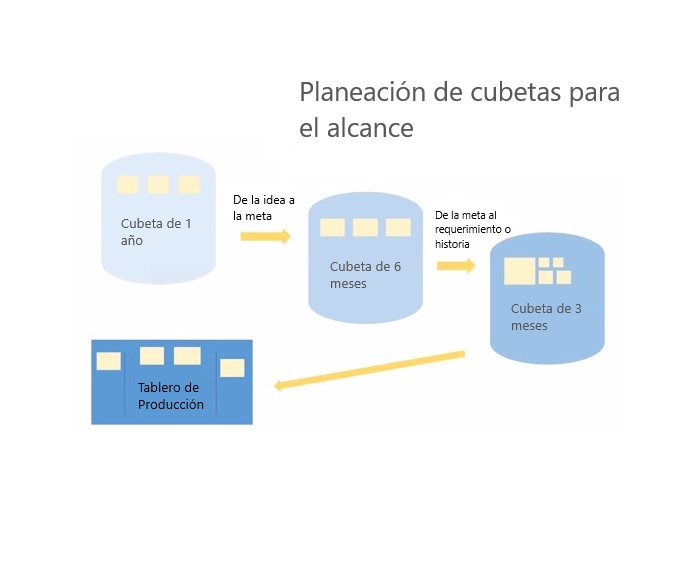 Planeación de cubetas para
el alcance
De la idea a
la meta
Cubeta de 1
año
De la meta al
requerimiento o
historia
Cubeta de 6
meses
Cubeta de 3
meses
Tablero de
Producción